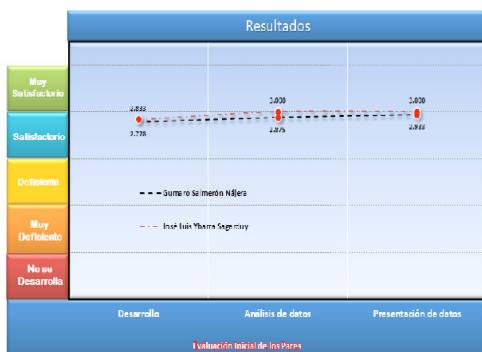 Resultados
Muy
Satisfactorio
Satisfactorio
Deficiente
Muy
Deficiente
No se
Desarrolla
2.833
3.000
3.000
2.778
2.875
2.933
Gumaro Salmerón Nájera
José Luis Ybarra Sagarduy
Desarrollo
Análisis de datos
Presentación de datos
Evaluación Inicial de los Pares